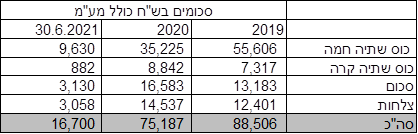 סכומים בש"ח כולל מע"מ
2019 2020 30.6.2021
כוס שתיה חמה 55,606 35,225 9,630
כוס שתיה קרה 7,317 8,842 882
סכום 13,183 16,583 3,130
צלחות 12,401 14,537 3,058
סה"כ 88,506 75,187 16,700